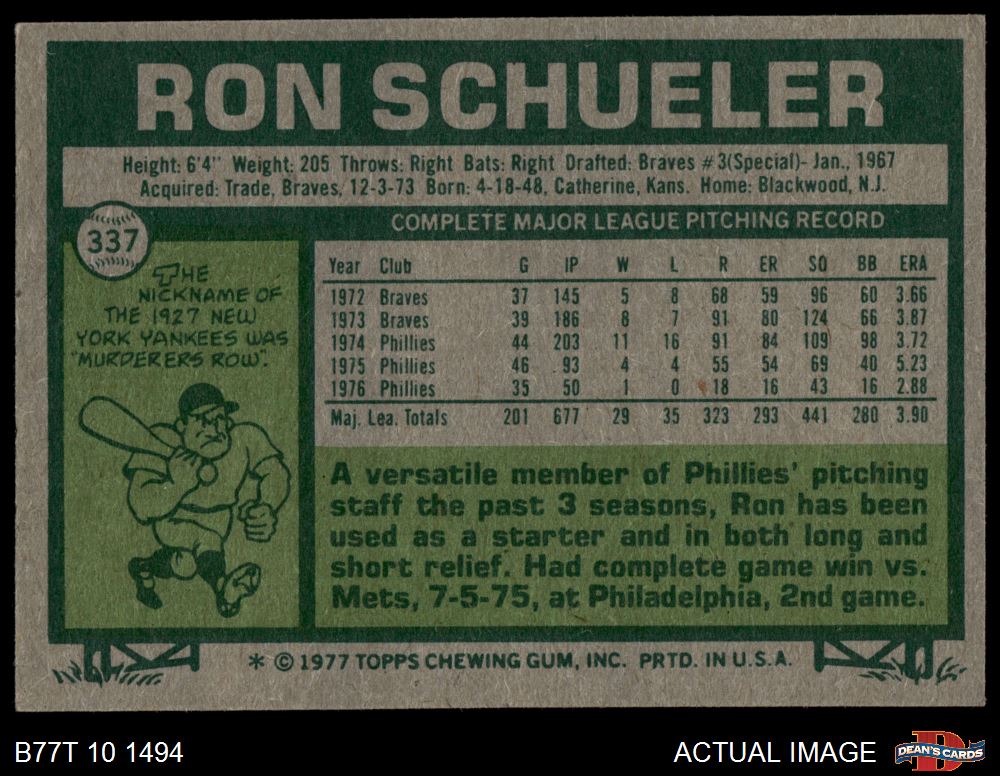 RON SCHUELER
Height: 6'4" Weight: 205 Throws: Right Bats: Right Drafted: Braves #3(Special)- Jan., 1967
Acquired: Trade, Braves, 12-3-73 Born: 4-18-48, Catherine, Kans. Home: Blackwood, N.J.
337
THE
NICKNAME OF
THE 1927 NEW
YORK YANKEES WAS
"MURDERERS ROW".
COMPLETE MAJOR LEAGUE PITCHING RECORD
Year Club G IP W L R ER SO BB ERA
1972 Braves 37 145 5 8 68 59 96 60 3.66
1973 Braves 39 186 8 7 91 80 124 66 3.87
1974 Phillies 44 203 11 16 91 84 109 98 3.72
1975 Phillies 46 93 4 4 55 54 69 40 5.23
1976 Phillies 35 50 1 0 18 16 43 16 2.88
Maj. Lea. Totals 201 677 29 35 323 293 441 280 3.90
A versatile member of Phillies' pitching
staff the past 3 seasons, Ron has been
used as a starter and in both long and
short relief. Had complete game win vs.
Mets, 7-5-75, at Philadelphia, 2nd game.
* © 1977 TOPPS CHEWING GUM, INC. PRTD. IN U.S.A.
B77T 10 1494
ACTUAL IMAGE
D
DEAN'S CARDS